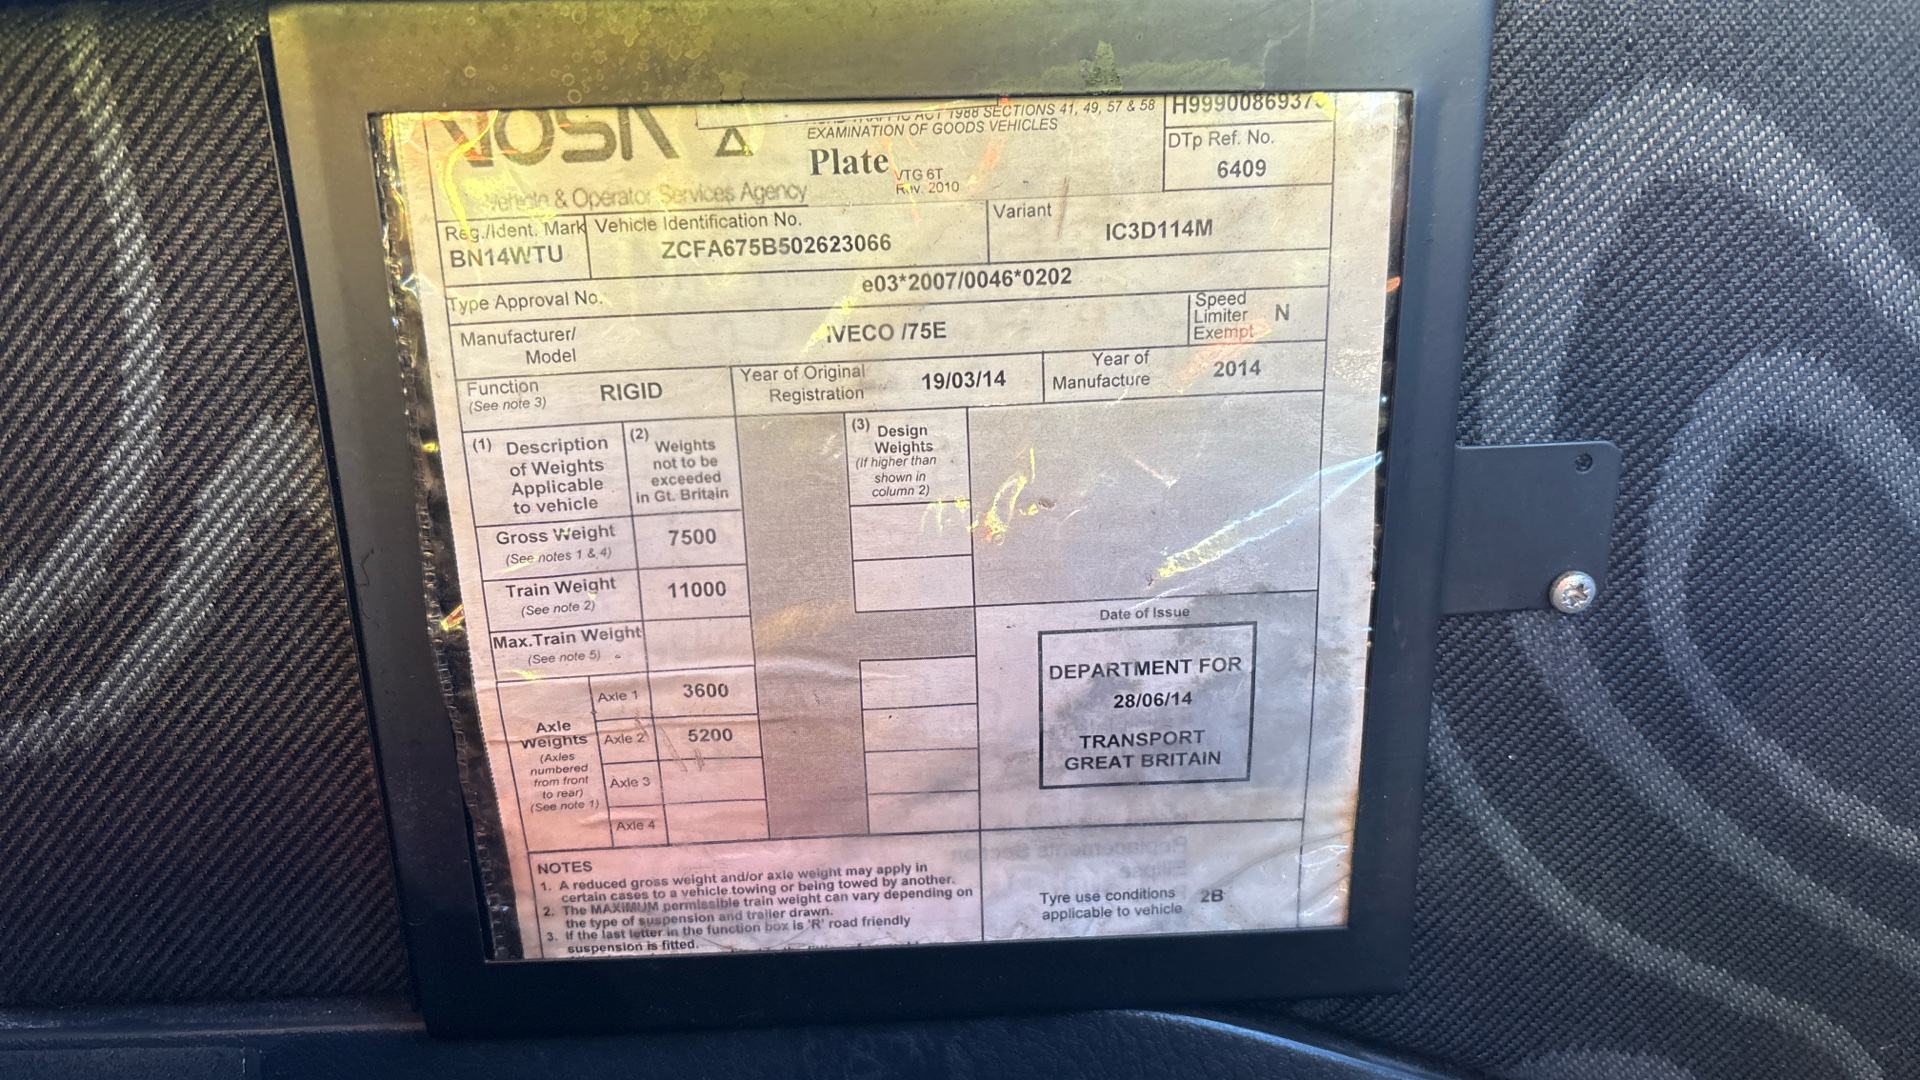 VOSA
1988 SECTIONS 41, 49, 57 & 58
H9990086937
EXAMINATION OF GOODS VEHICLES
DTp Ref. No.
Plate
VTG 6T
Rev. 2010
6409
Vehicle & Operator Services Agency
Reg./Ident. Mark
Vehicle Identification No.
Variant
BN14WTU
ZCFA675B502623066
IC3D114M
Type Approval No.
e03*2007/0046*0202
Manufacturer/
Model
IVECO /75E
Speed
Limiter
Exempt
N
Function
(See note 3)
RIGID
Year of Original
Registration
19/03/14
Year of
Manufacture
2014
(1) Description
of Weights
Applicable
to vehicle
(2) Weights
not to be
exceeded
in Gt. Britain
(3) Design
Weights
(If higher than
shown in
column 2)
Gross Weight
(See notes 1 & 4)
7500
Train Weight
(See note 2)
11000
Max.Train Weight
(See note 5)
Axle
Weights
(Axles
numbered
from front
to rear)
(See note 1)
Axle 1
3600
Axle 2
5200
Axle 3
Axle 4
Date of Issue
DEPARTMENT FOR
28/06/14
TRANSPORT
GREAT BRITAIN
NOTES
1. A reduced gross weight and/or axle weight may apply in
certain cases to a vehicle towing or being towed by another.
2. The MAXIMUM permissible train weight can vary depending on
the type of suspension and trailer drawn.
3. If the last letter in the function box is 'R' road friendly
suspension is fitted.
Tyre use conditions
applicable to vehicle
2B